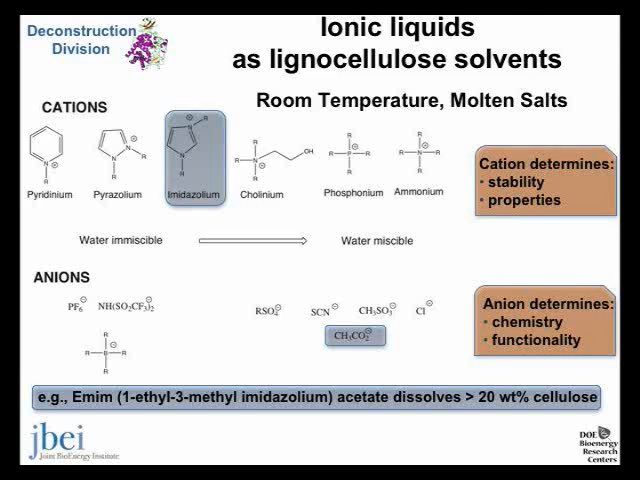 Deconstruction
Division
Ionic liquids
as lignocellulose solvents
Room Temperature, Molten Salts
CATIONS
N R
Pyridinium
N N R R
Pyrazolium
N R N R
Imidazolium
R R N R OH
Cholinium
R R P R R
Phosphonium
R R N R R
Ammonium
Cation determines:
• stability
• properties
Water immiscible
Water miscible
ANIONS
PF6⊖ NH(SO2CF3)2⊖
RSO4⊖ SCN⊖ CH3SO3⊖ Cl⊖
CH3CO2⊖
R R B R R
Anion determines:
• chemistry
• functionality
e.g., Emim (1-ethyl-3-methyl imidazolium) acetate dissolves > 20 wt% cellulose
jbei
Joint BioEnergy Institute
DOE
Bioenergy
Research
Centers